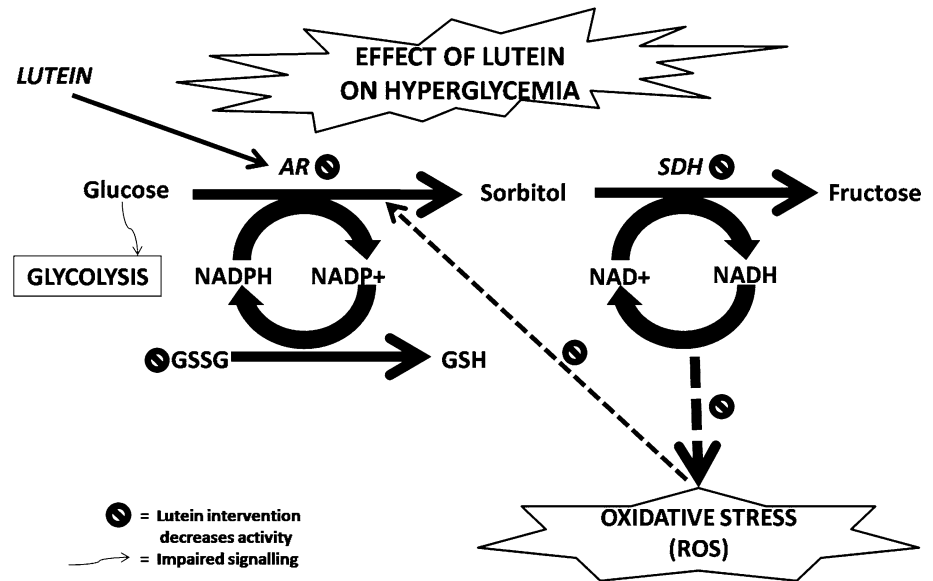 EFFECT OF LUTEIN
ON HYPERGLYCEMIA
LUTEIN
AR
SDH
Glucose
Sorbitol
Fructose
GLYCOLYSIS
NADPH
NADP+
NAD+
NADH
GSSG
GSH
OXIDATIVE STRESS
(ROS)
= Lutein intervention
decreases activity
= Impaired signalling